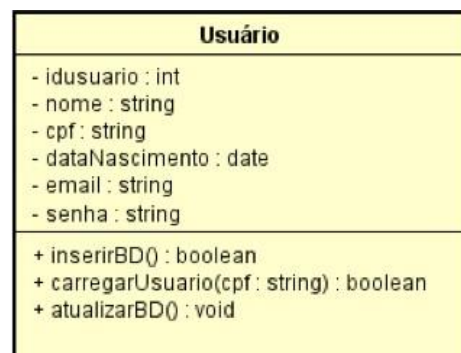 Usuário
- idusuario : int
- nome : string
- cpf : string
- dataNascimento : date
- email : string
- senha : string
+ inserirBD() : boolean
+ carregarUsuario(cpf : string) : boolean
+ atualizarBD() : void